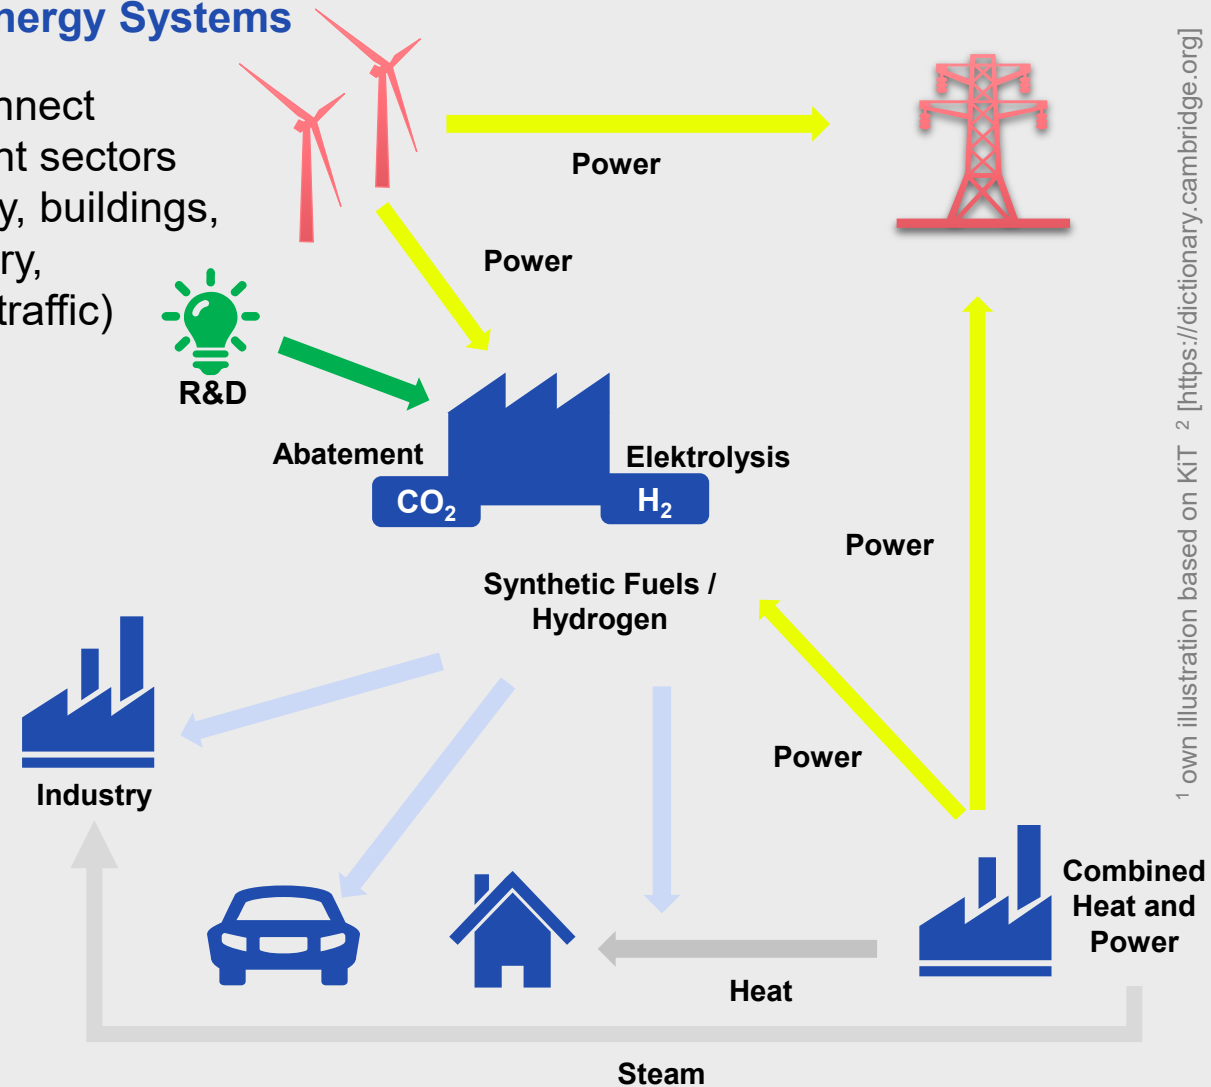 nergy Systems
nnect
nt sectors
y, buildings,
ry,
traffic)
Power
Power
R&D
Abatement
Elektrolysis
CO₂
H₂
Synthetic Fuels /
Hydrogen
Power
Power
Industry
Combined
Heat and
Power
Heat
Steam
¹ own illustration based on KiT ² [https://dictionary.cambridge.org]